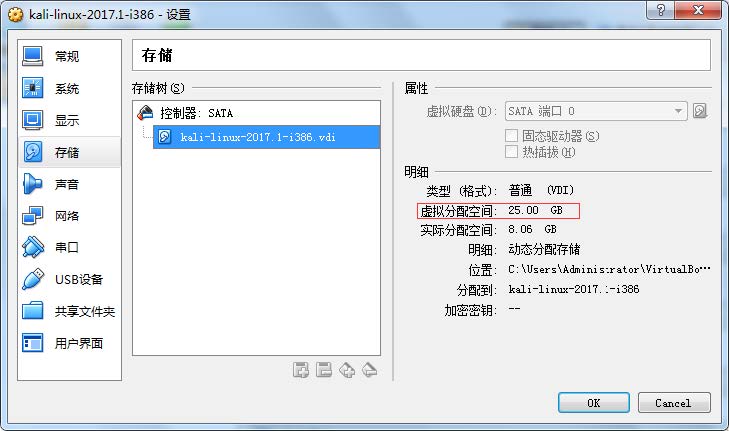 kali-linux-2017.1-i386 - 设置
常规
系统
显示
存储
声音
网络
串口
USB设备
共享文件夹
用户界面
存储
存储树(S)
控制器: SATA
kali-linux-2017.1-i386.vdi
属性
虚拟硬盘(D): SATA 端口 0
固态驱动器(S)
热插拔(H)
明细
类型 (格式): 普通 (VDI)
虚拟分配空间: 25.00 GB
实际分配空间: 8.06 GB
明细: 动态分配存储
位置: C:\Users\Administrator\VirtualBo...
分配到: kali-linux-2017.1-i386
加密密钥: --
OK
Cancel